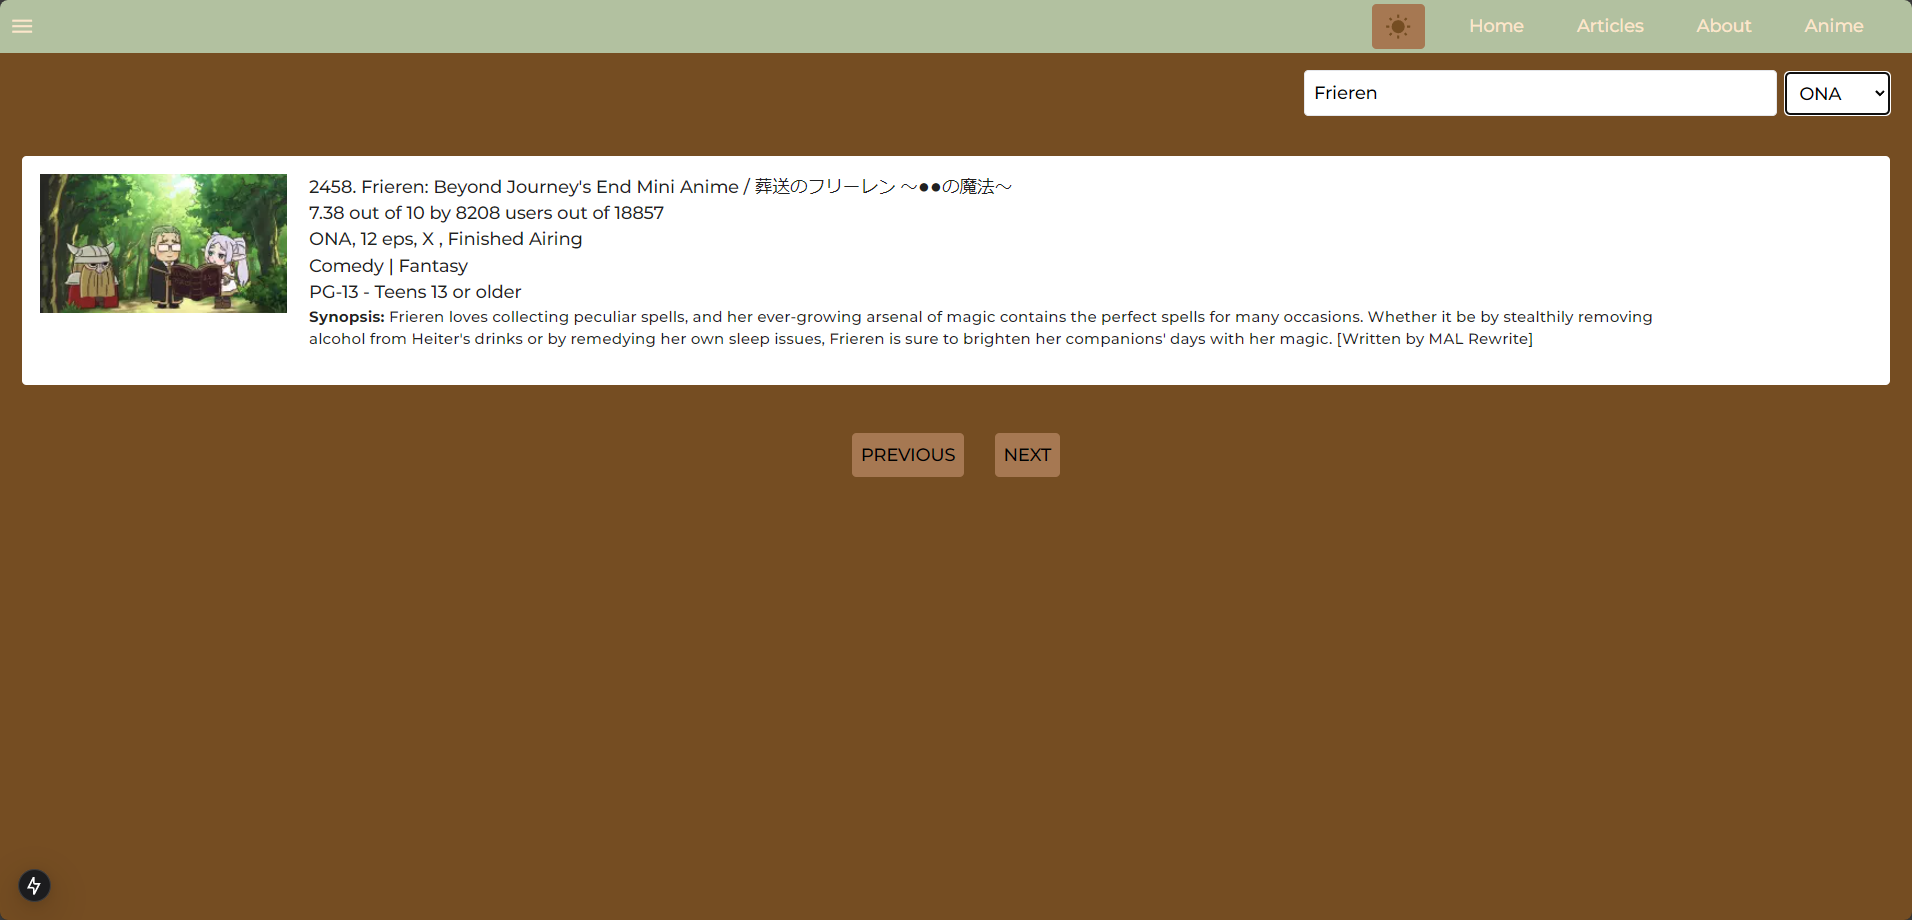 Home Articles About Anime
Frieren ONA
2458. Frieren: Beyond Journey's End Mini Anime / 葬送のフリーレン ～●●の魔法～
7.38 out of 10 by 8208 users out of 18857
ONA, 12 eps, X , Finished Airing
Comedy | Fantasy
PG-13 - Teens 13 or older
Synopsis: Frieren loves collecting peculiar spells, and her ever-growing arsenal of magic contains the perfect spells for many occasions. Whether it be by stealthily removing
alcohol from Heiter's drinks or by remedying her own sleep issues, Frieren is sure to brighten her companions' days with her magic. [Written by MAL Rewrite]
PREVIOUS NEXT